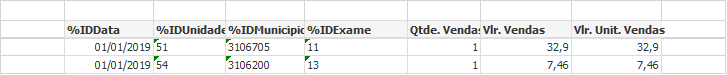 %IDData %IDUnidade %IDMunicipio %IDExame Qtde. Vendas Vlr. Vendas Vlr. Unit. Vendas
01/01/2019 51 3106705 11 1 32,9 32,9
01/01/2019 54 3106200 13 1 7,46 7,46